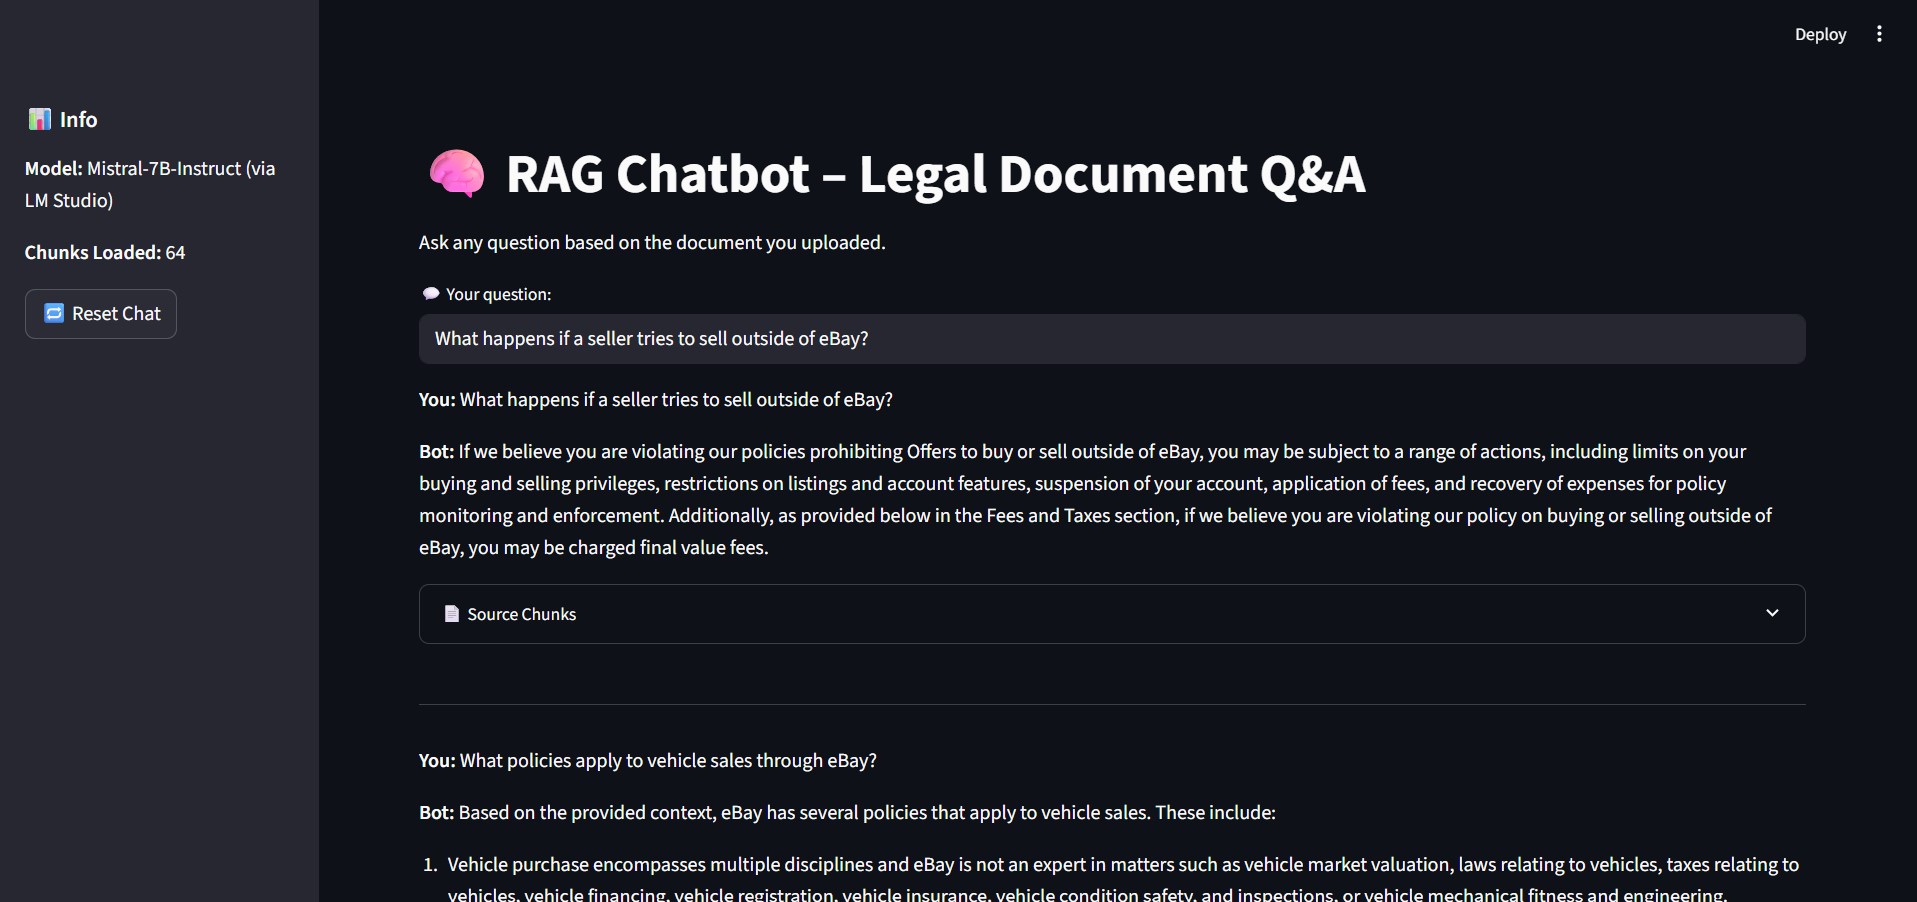 Deploy
Info
Model: Mistral-7B-Instruct (via
LM Studio)
Chunks Loaded: 64
Reset Chat
RAG Chatbot – Legal Document Q&A
Ask any question based on the document you uploaded.
Your question:
What happens if a seller tries to sell outside of eBay?
You: What happens if a seller tries to sell outside of eBay?
Bot: If we believe you are violating our policies prohibiting Offers to buy or sell outside of eBay, you may be subject to a range of actions, including limits on your
buying and selling privileges, restrictions on listings and account features, suspension of your account, application of fees, and recovery of expenses for policy
monitoring and enforcement. Additionally, as provided below in the Fees and Taxes section, if we believe you are violating our policy on buying or selling outside of
eBay, you may be charged final value fees.
Source Chunks
You: What policies apply to vehicle sales through eBay?
Bot: Based on the provided context, eBay has several policies that apply to vehicle sales. These include:
1. Vehicle purchase encompasses multiple disciplines and eBay is not an expert in matters such as vehicle market valuation, laws relating to vehicles, taxes relating to
vehicles, vehicle financing, vehicle registration, vehicle insurance, vehicle condition safety, and inspections, or vehicle mechanical fitness and engineering.